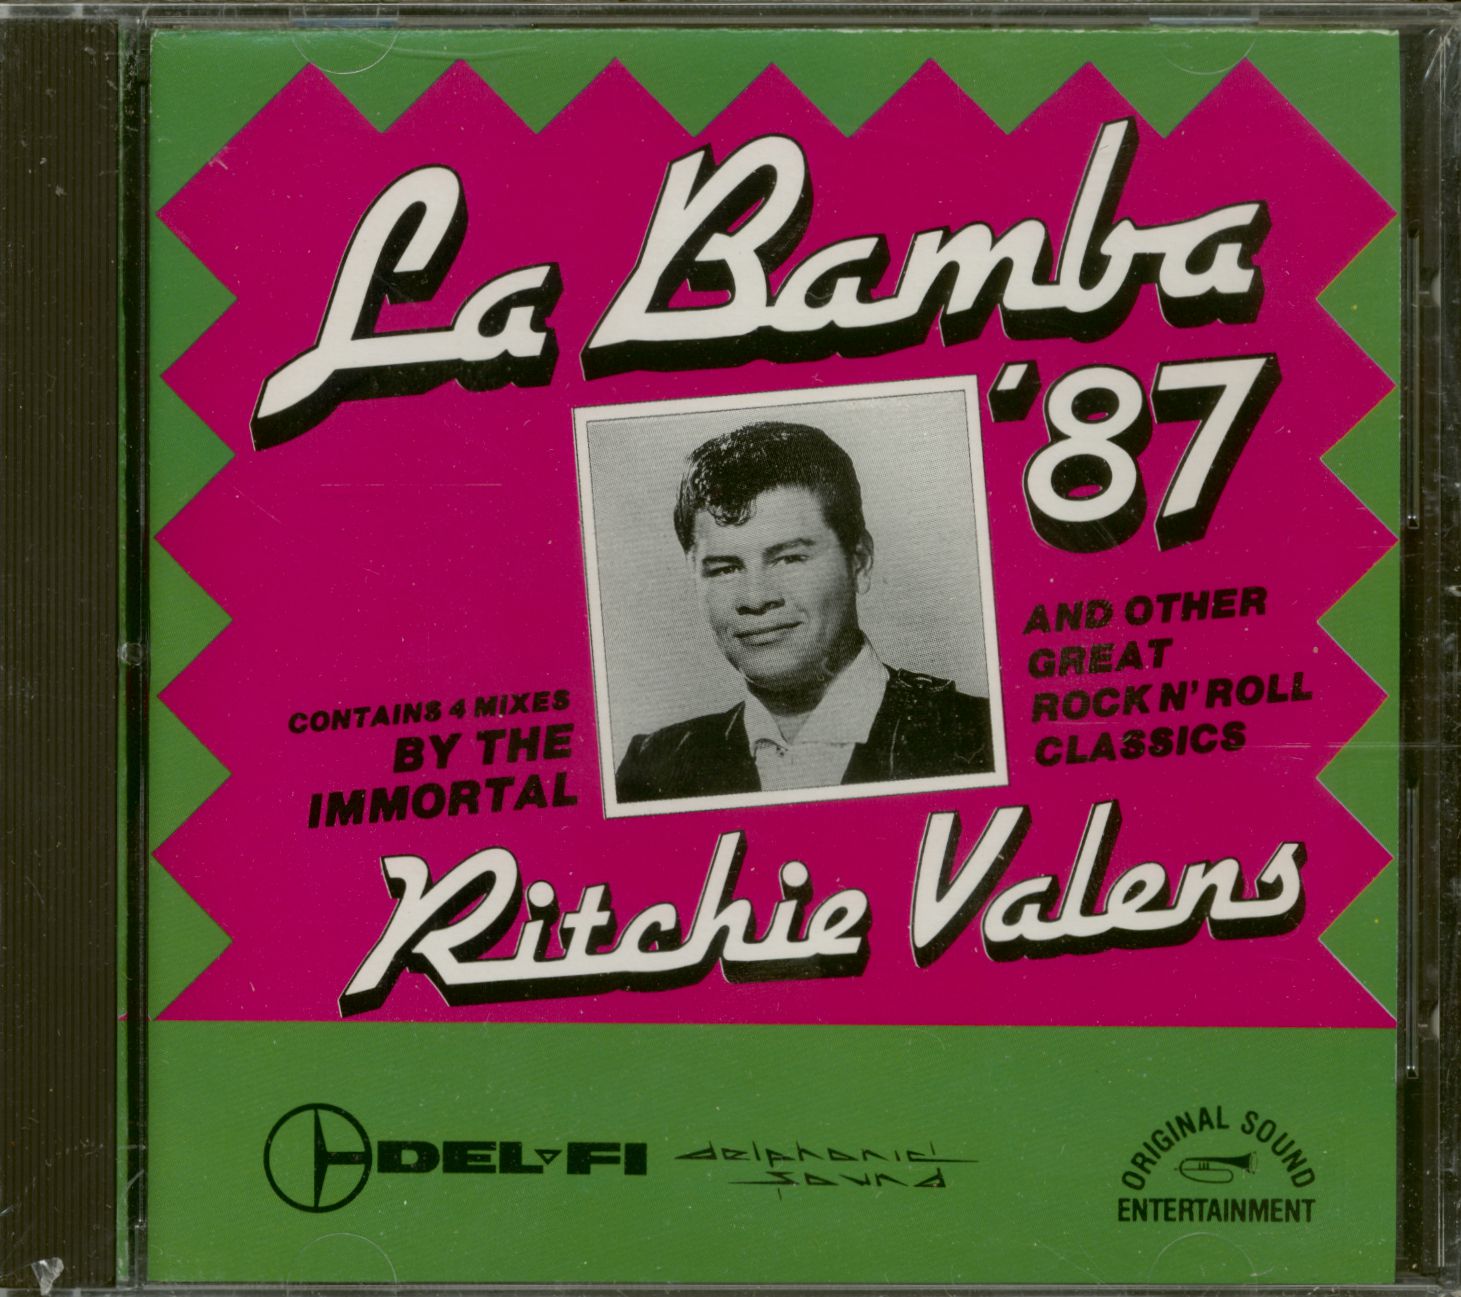 La Bamba
'87
CONTAINS 4 MIXES
BY THE
IMMORTAL
AND OTHER
GREAT
ROCK N' ROLL
CLASSICS
Ritchie Valens
DEL-FI
delphonic
sound
ORIGINAL SOUND
ENTERTAINMENT